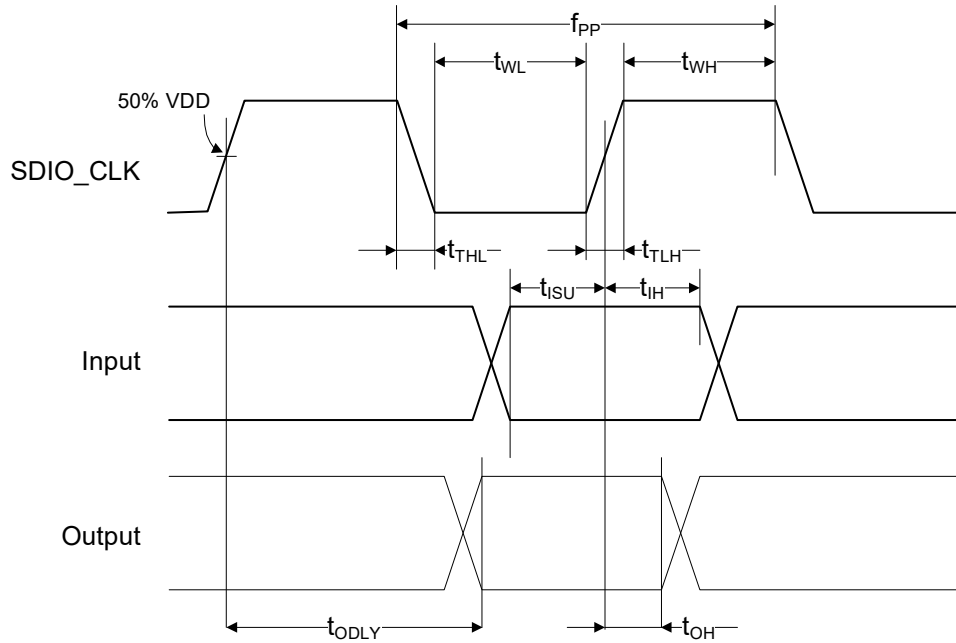 f_PP
t_WL
t_WH
50% VDD
SDIO_CLK
t_THL
t_TLH
t_ISU
t_IH
Input
Output
t_ODLY
t_OH